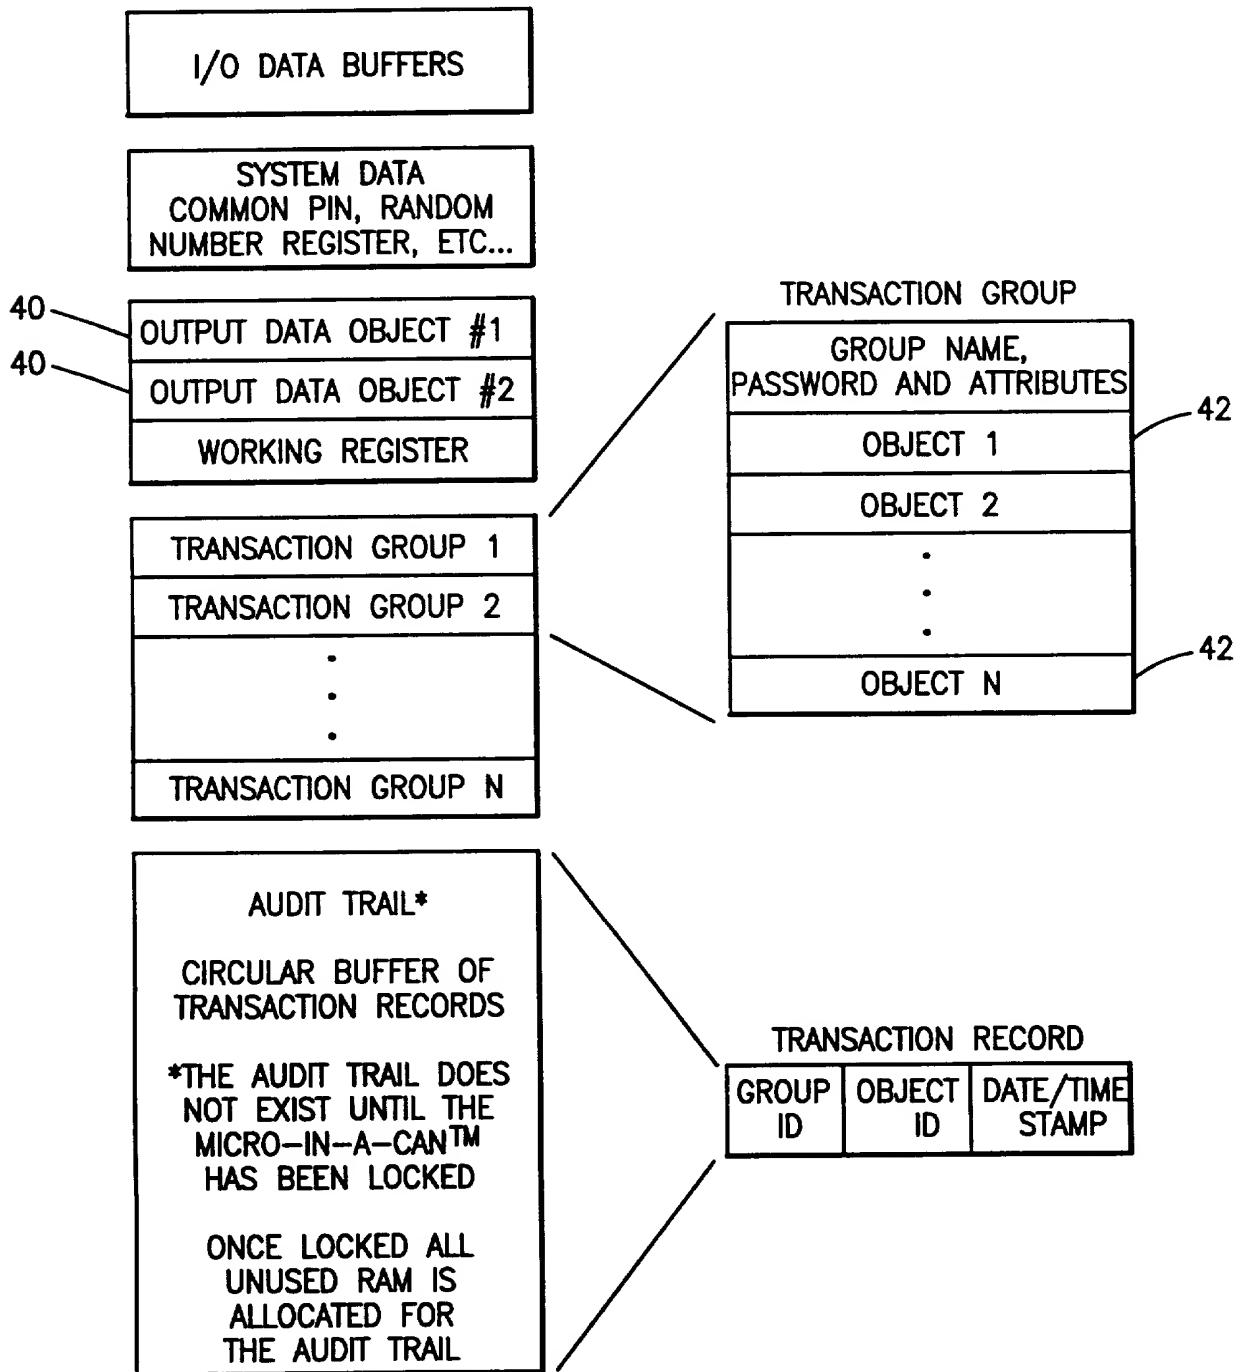 I/O DATA BUFFERS
SYSTEM DATA
COMMON PIN, RANDOM
NUMBER REGISTER, ETC...
40
OUTPUT DATA OBJECT #1
40
OUTPUT DATA OBJECT #2
WORKING REGISTER
TRANSACTION GROUP 1
TRANSACTION GROUP 2
TRANSACTION GROUP N
TRANSACTION GROUP
GROUP NAME,
PASSWORD AND ATTRIBUTES
42
OBJECT 1
OBJECT 2
42
OBJECT N
AUDIT TRAIL*
CIRCULAR BUFFER OF
TRANSACTION RECORDS
*THE AUDIT TRAIL DOES
NOT EXIST UNTIL THE
MICRO-IN-A-CAN™
HAS BEEN LOCKED
ONCE LOCKED ALL
UNUSED RAM IS
ALLOCATED FOR
THE AUDIT TRAIL
TRANSACTION RECORD
GROUP
ID
OBJECT
ID
DATE/TIME
STAMP